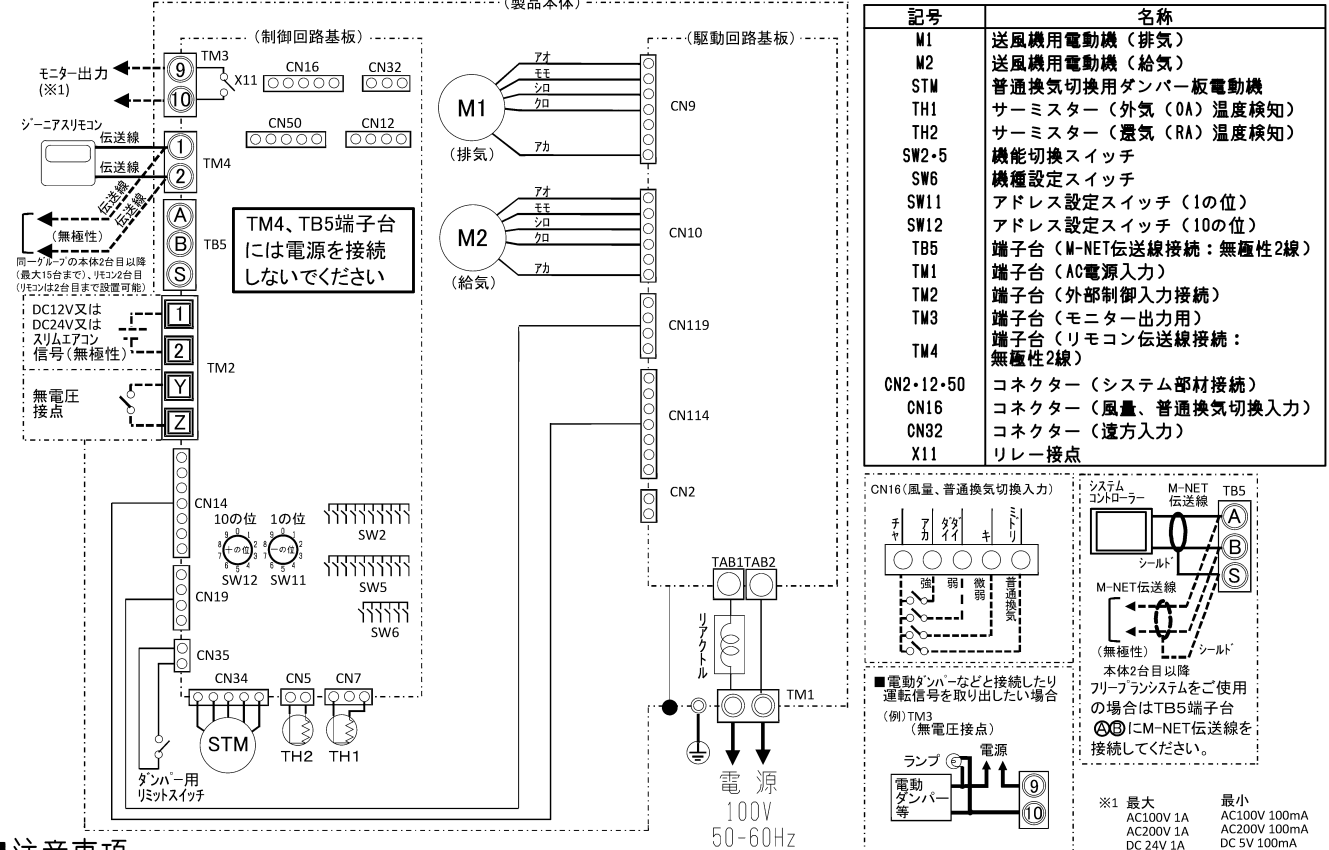 (製品本体)
(制御回路基板)
(駆動回路基板)
TM3
⑨
⑩
モニター出力
(※1)
X11
CN16
CN32
CN50
CN12
ジーニアスリモコン
伝送線
伝送線
伝送線
伝送線
①
②
TM4
(無極性)
同一グループの本体2台目以降
(最大15台まで)、リモコン2台目
(リモコンは2台目まで設置可能)
A
B
S
TB5
TM4、TB5端子台
には電源を接続
しないでください
DC12V又は
DC24V又は
スリムエアコン
信号(無極性)
1
2
TM2
無電圧
接点
Y
Z
CN14
10の位
1の位
0 1 2 3 4 5 6 7 8 9
十の位
SW12
0 1 2 3 4 5 6 7 8 9
一の位
SW11
SW2
SW5
SW6
CN19
CN35
CN34
CN5
CN7
STM
TH2
TH1
ダンパー用
リミットスイッチ
M1
(排気)
アオ
モモ
シロ
クロ
アカ
CN9
M2
(給気)
アオ
モモ
シロ
クロ
アカ
CN10
CN119
CN114
CN2
TAB1
TAB2
リアクトル
TM1
電源
100V
50-60Hz
記号 名称
M1 送風機用電動機(排気)
M2 送風機用電動機(給気)
STM 普通換気切換用ダンパー板電動機
TH1 サーミスター(外気(OA)温度検知)
TH2 サーミスター(還気(RA)温度検知)
SW2・5 機能切換スイッチ
SW6 機種設定スイッチ
SW11 アドレス設定スイッチ(1の位)
SW12 アドレス設定スイッチ(10の位)
TB5 端子台(M-NET伝送線接続:無極性2線)
TM1 端子台(AC電源入力)
TM2 端子台(外部制御入力接続)
TM3 端子台(モニター出力用)
TM4 端子台(リモコン伝送線接続:
無極性2線)
CN2・12・50 コネクター(システム部材接続)
CN16 コネクター(風量、普通換気切換入力)
CN32 コネクター(遠方入力)
X11 リレー接点
CN16(風量、普通換気切換入力)
チャ
アカ
ダイダイ
キ
ミドリ
強
弱
微弱
普通換気
■電動ダンパーなどと接続したり
運転信号を取り出したい場合
(例)TM3
(無電圧接点)
ランプ
電源
電動
ダンパー
等
⑨
⑩
システム
コントローラー
M-NET
伝送線
TB5
A
B
S
シールド
M-NET伝送線
(無極性)
シールド
本体2台目以降
フリープランシステムをご使用
の場合はTB5端子台
ⒶⒷにM-NET伝送線を
接続してください。
※1 最大 最小
AC100V 1A AC100V 100mA
AC200V 1A AC200V 100mA
DC 24V 1A DC 5V 100mA
■注意事項